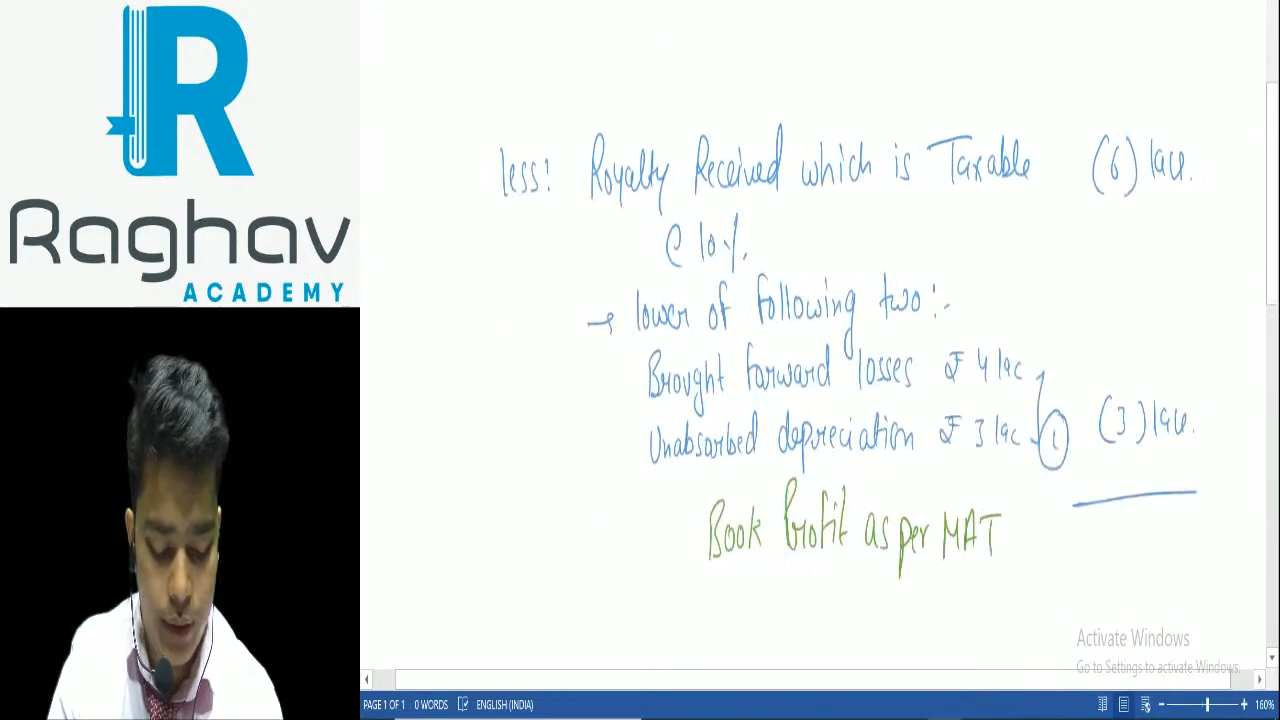 R
Raghav
ACADEMY
less: Royalty Received which is Taxable (6) lacs.
@ 10%.
→ lower of following two:-
Brought forward losses ₹ 4 lac
Unabsorbed depreciation ₹ 3 lac (3) lacs.
Book Profit as per MAT
Activate Windows
Go to Settings to activate Windows.
PAGE 1 OF 1 0 WORDS ENGLISH (INDIA) 160%